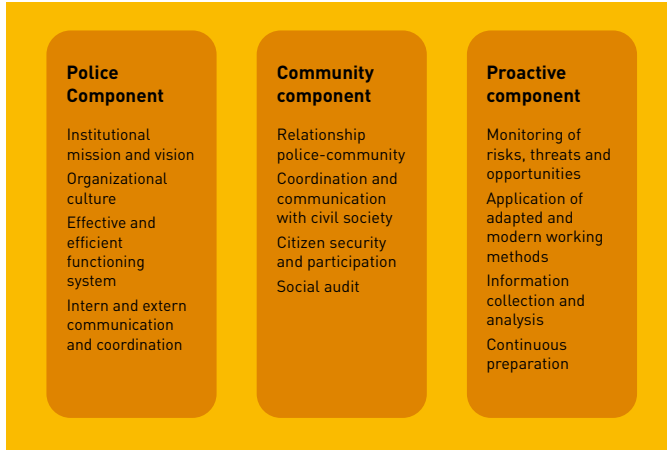 Police
Component
Institutional
mission and vision
Organizational
culture
Effective and
efficient
functioning
system
Intern and extern
communication
and coordination
Community
component
Relationship
police-community
Coordination and
communication
with civil society
Citizen security
and participation
Social audit
Proactive
component
Monitoring of
risks, threats and
opportunities
Application of
adapted and
modern working
methods
Information
collection and
analysis
Continuous
preparation